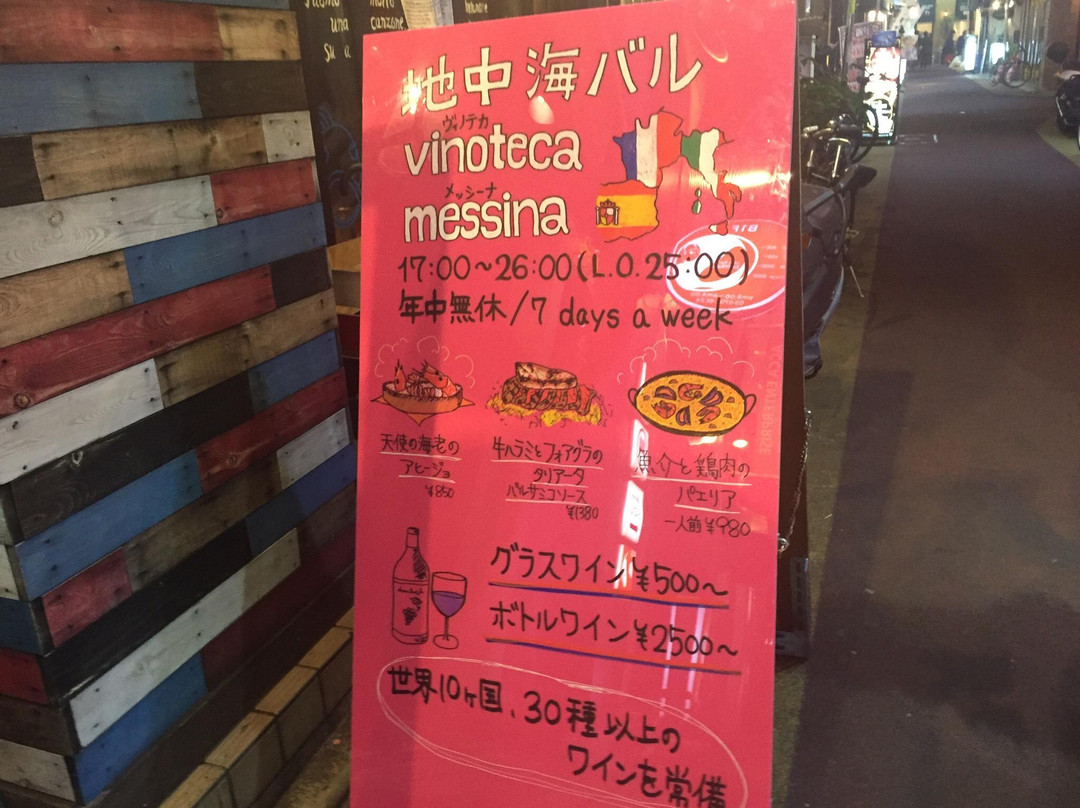 地中海バル
ヴィノテカ
vinoteca
メッシーナ
messina
17:00~26:00(L.O.25:00)
年中無休/7 days a week
天使の海老の
アヒージョ
¥850
牛ハラミとフォアグラの
タリアータ
バルサミコソース
¥1380
魚介と鶏肉の
パエリア
一人前¥980
グラスワイン¥500~
ボトルワイン¥2500~
世界10ヶ国、30種以上の
ワインを常備
una
canzone
su a